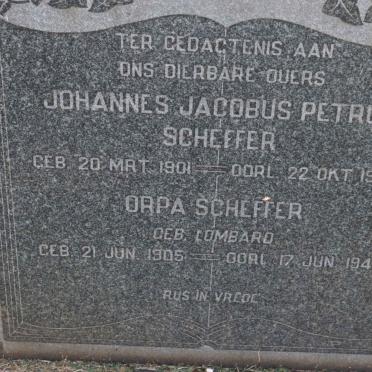 TER GEDAGTENIS AAN
ONS DIERBARE OUERS
JOHANNES JACOBUS PETRU
SCHEFFER
GEB. 20 MRT. 1901 == OORL. 22 OKT. 19
ORPA SCHEFFER
GEB. LOMBARD
GEB. 21 JUN. 1905 == OORL. 17 JUN. 194
RUS IN VREDE